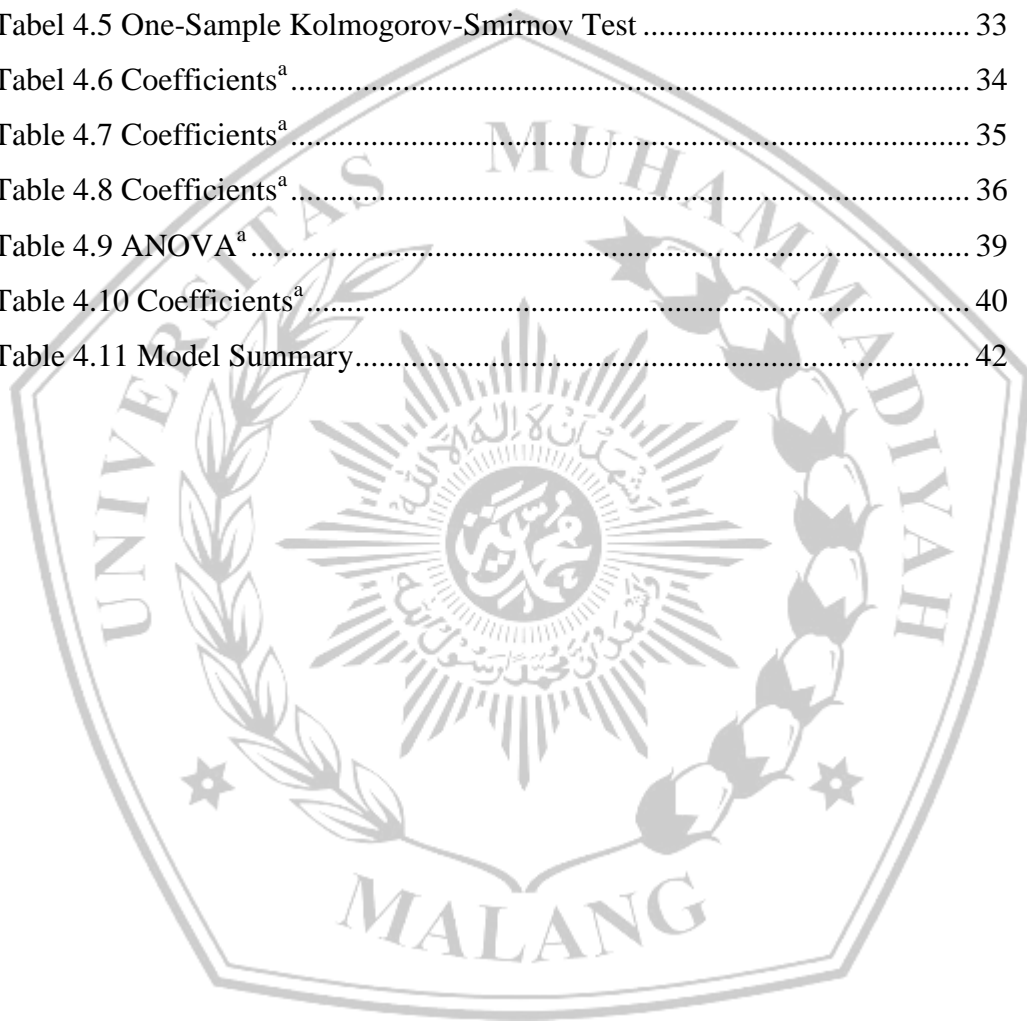 Tabel 4.5 One-Sample Kolmogorov-Smirnov Test .................................... 33
Tabel 4.6 Coefficientsᵃ ........................................................................ 34
Table 4.7 Coefficientsᵃ ........................................................................ 35
Table 4.8 Coefficientsᵃ ........................................................................ 36
Table 4.9 ANOVAᵃ ............................................................................. 39
Table 4.10 Coefficientsᵃ ...................................................................... 40
Table 4.11 Model Summary ................................................................. 42
UNIVERSITAS MUHAMMADIYAH
MALANG